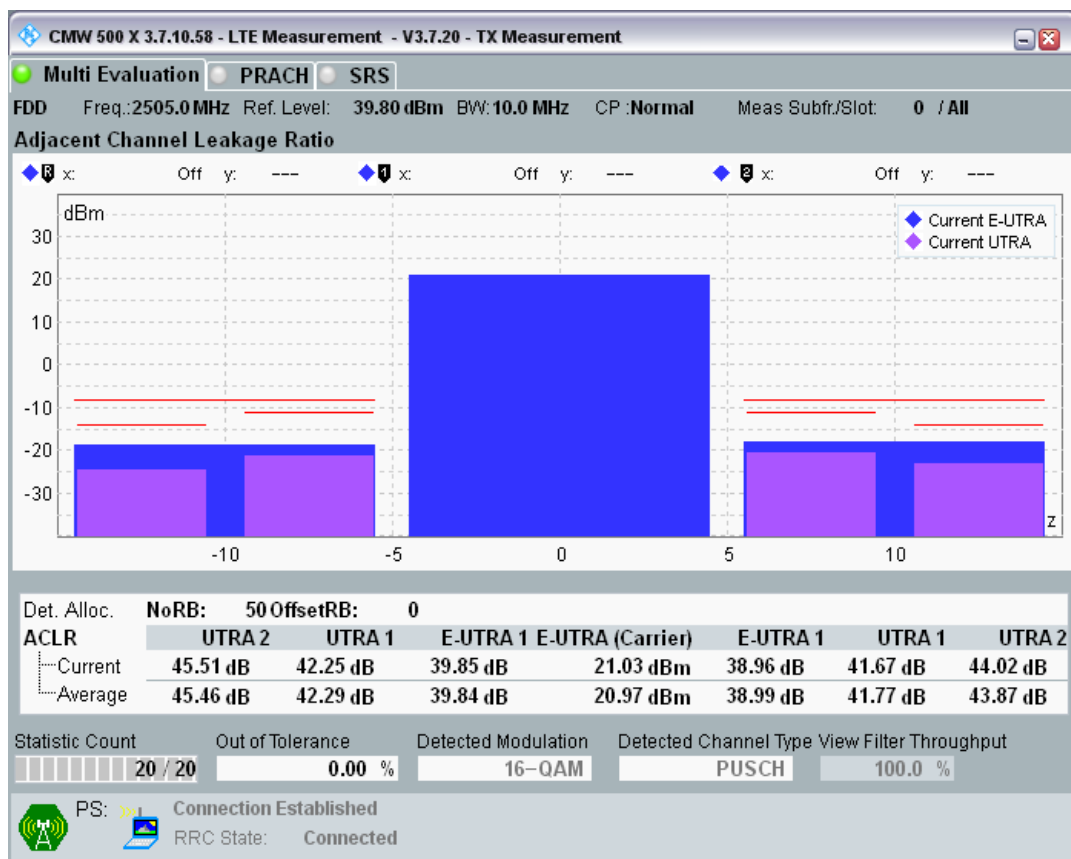 CMW 500 X 3.7.10.58 - LTE Measurement - V3.7.20 - TX Measurement
Multi Evaluation PRACH SRS
FDD Freq.:2505.0 MHz Ref. Level: 39.80 dBm BW: 10.0 MHz CP :Normal Meas Subfr./Slot: 0 / All
Adjacent Channel Leakage Ratio
R x: Off y: --- 1 x: Off y: --- 2 x: Off y: ---
dBm
Current E-UTRA
Current UTRA
30
20
10
0
-10
-20
-30
z
-10 -5 0 5 10
Det. Alloc. NoRB: 50 OffsetRB: 0
ACLR UTRA 2 UTRA 1 E-UTRA 1 E-UTRA (Carrier) E-UTRA 1 UTRA 1 UTRA 2
Current 45.51 dB 42.25 dB 39.85 dB 21.03 dBm 38.96 dB 41.67 dB 44.02 dB
Average 45.46 dB 42.29 dB 39.84 dB 20.97 dBm 38.99 dB 41.77 dB 43.87 dB
Statistic Count Out of Tolerance Detected Modulation Detected Channel Type View Filter Throughput
20 / 20 0.00 % 16-QAM PUSCH 100.0 %
PS: Connection Established
RRC State: Connected